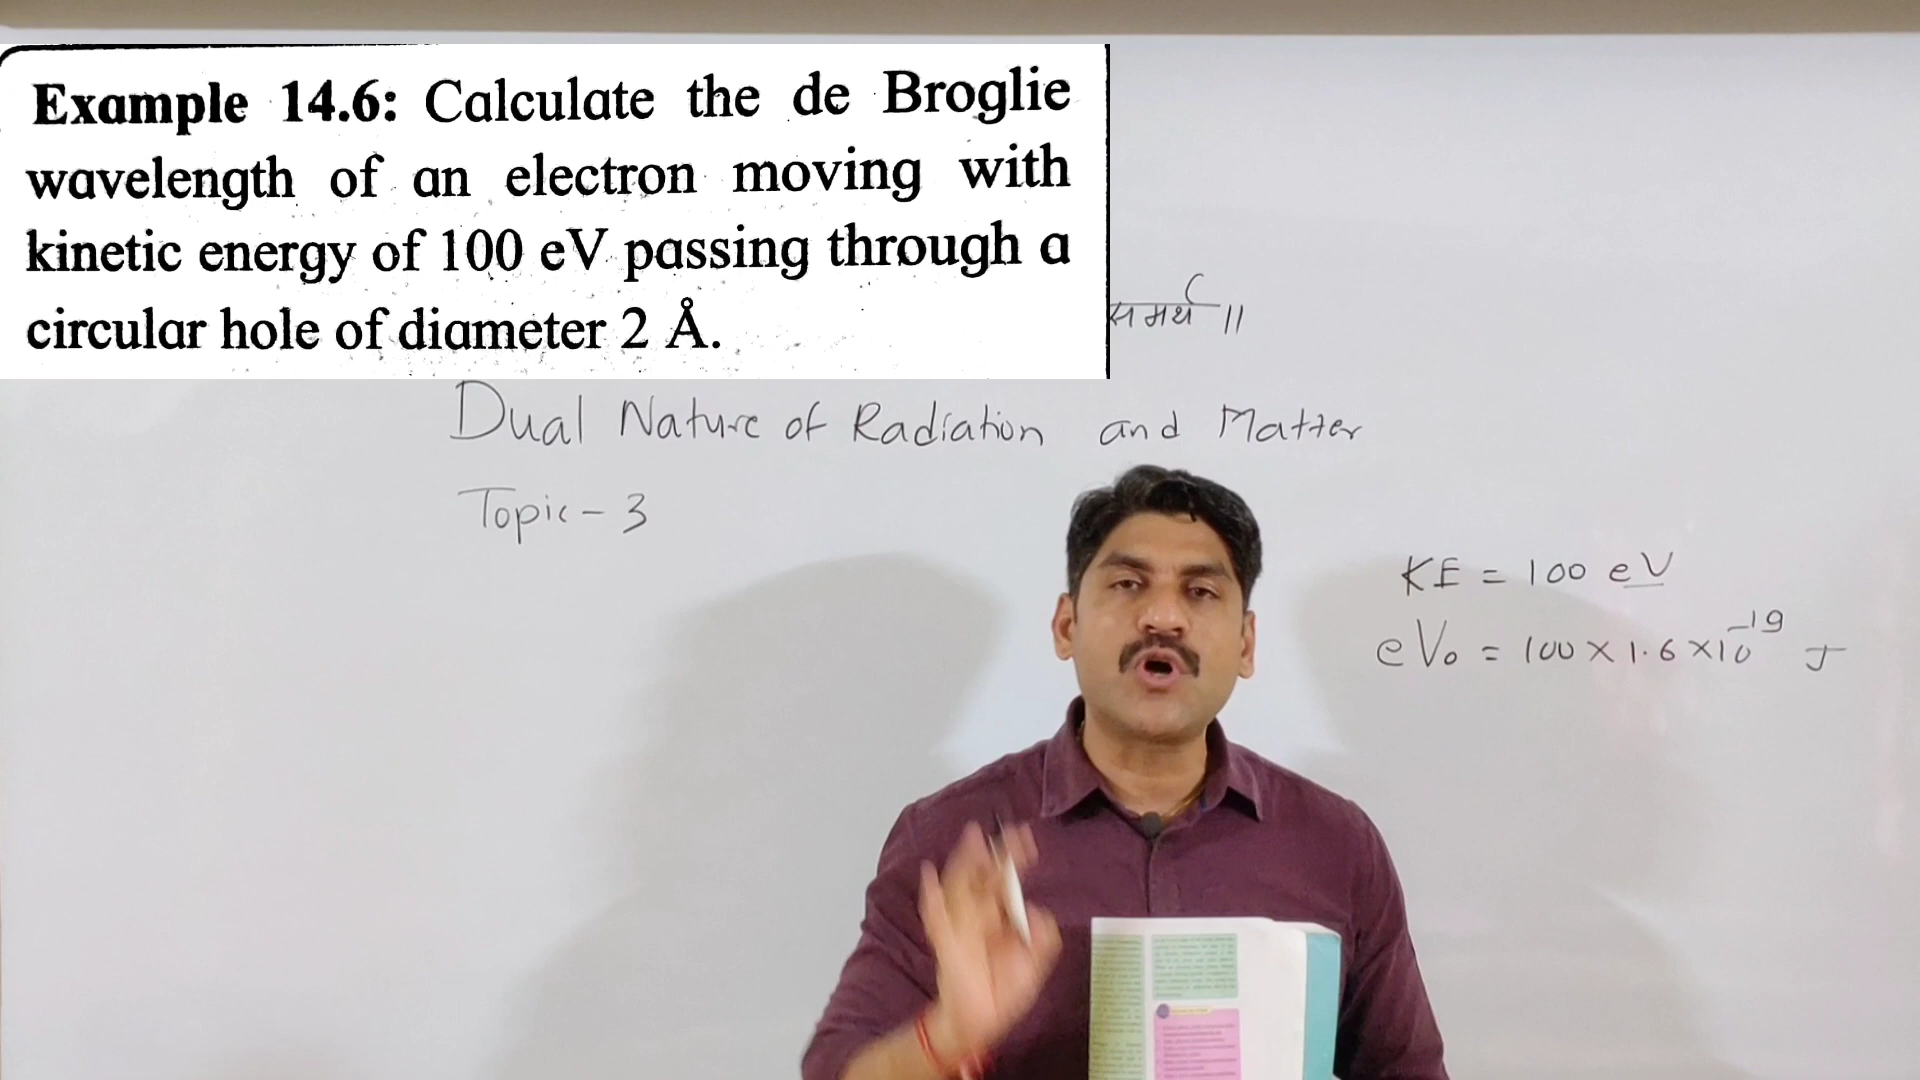 Example 14.6: Calculate the de Broglie
wavelength of an electron moving with
kinetic energy of 100 eV passing through a
circular hole of diameter 2 Å.
समर्थ ॥
Dual Nature of Radiation and Matter
Topic - 3
KE = 100 eV
eV₀ = 100 × 1.6 × 10⁻¹⁹ J